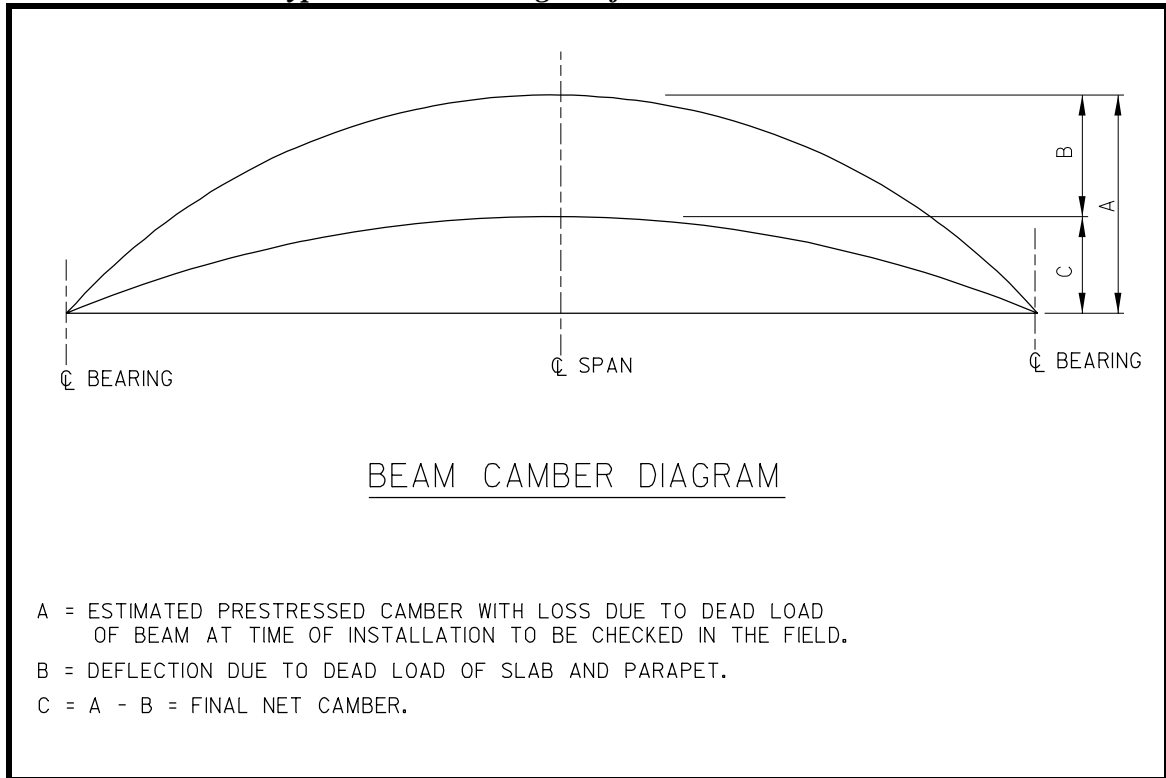 B
A
C
℄ BEARING
℄ SPAN
℄ BEARING
BEAM CAMBER DIAGRAM
A = ESTIMATED PRESTRESSED CAMBER WITH LOSS DUE TO DEAD LOAD
OF BEAM AT TIME OF INSTALLATION TO BE CHECKED IN THE FIELD.
B = DEFLECTION DUE TO DEAD LOAD OF SLAB AND PARAPET.
C = A - B = FINAL NET CAMBER.